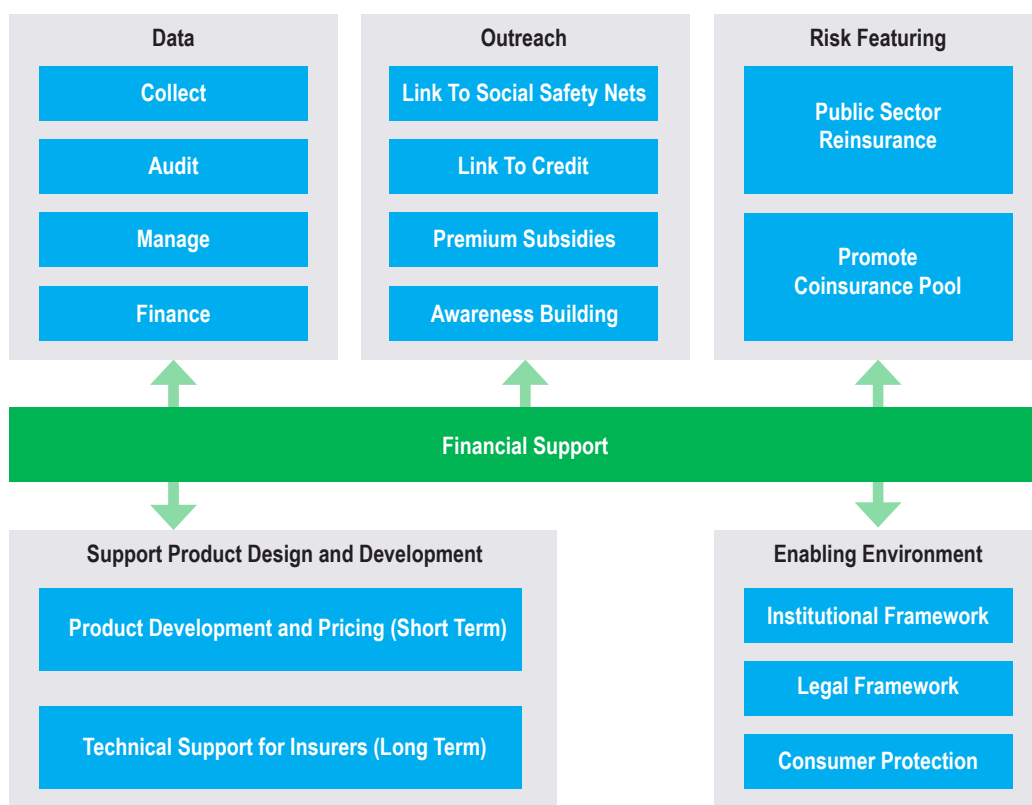 Data
Collect
Audit
Manage
Finance
Outreach
Link To Social Safety Nets
Link To Credit
Premium Subsidies
Awareness Building
Risk Featuring
Public Sector
Reinsurance
Promote
Coinsurance Pool
Financial Support
Support Product Design and Development
Product Development and Pricing (Short Term)
Technical Support for Insurers (Long Term)
Enabling Environment
Institutional Framework
Legal Framework
Consumer Protection